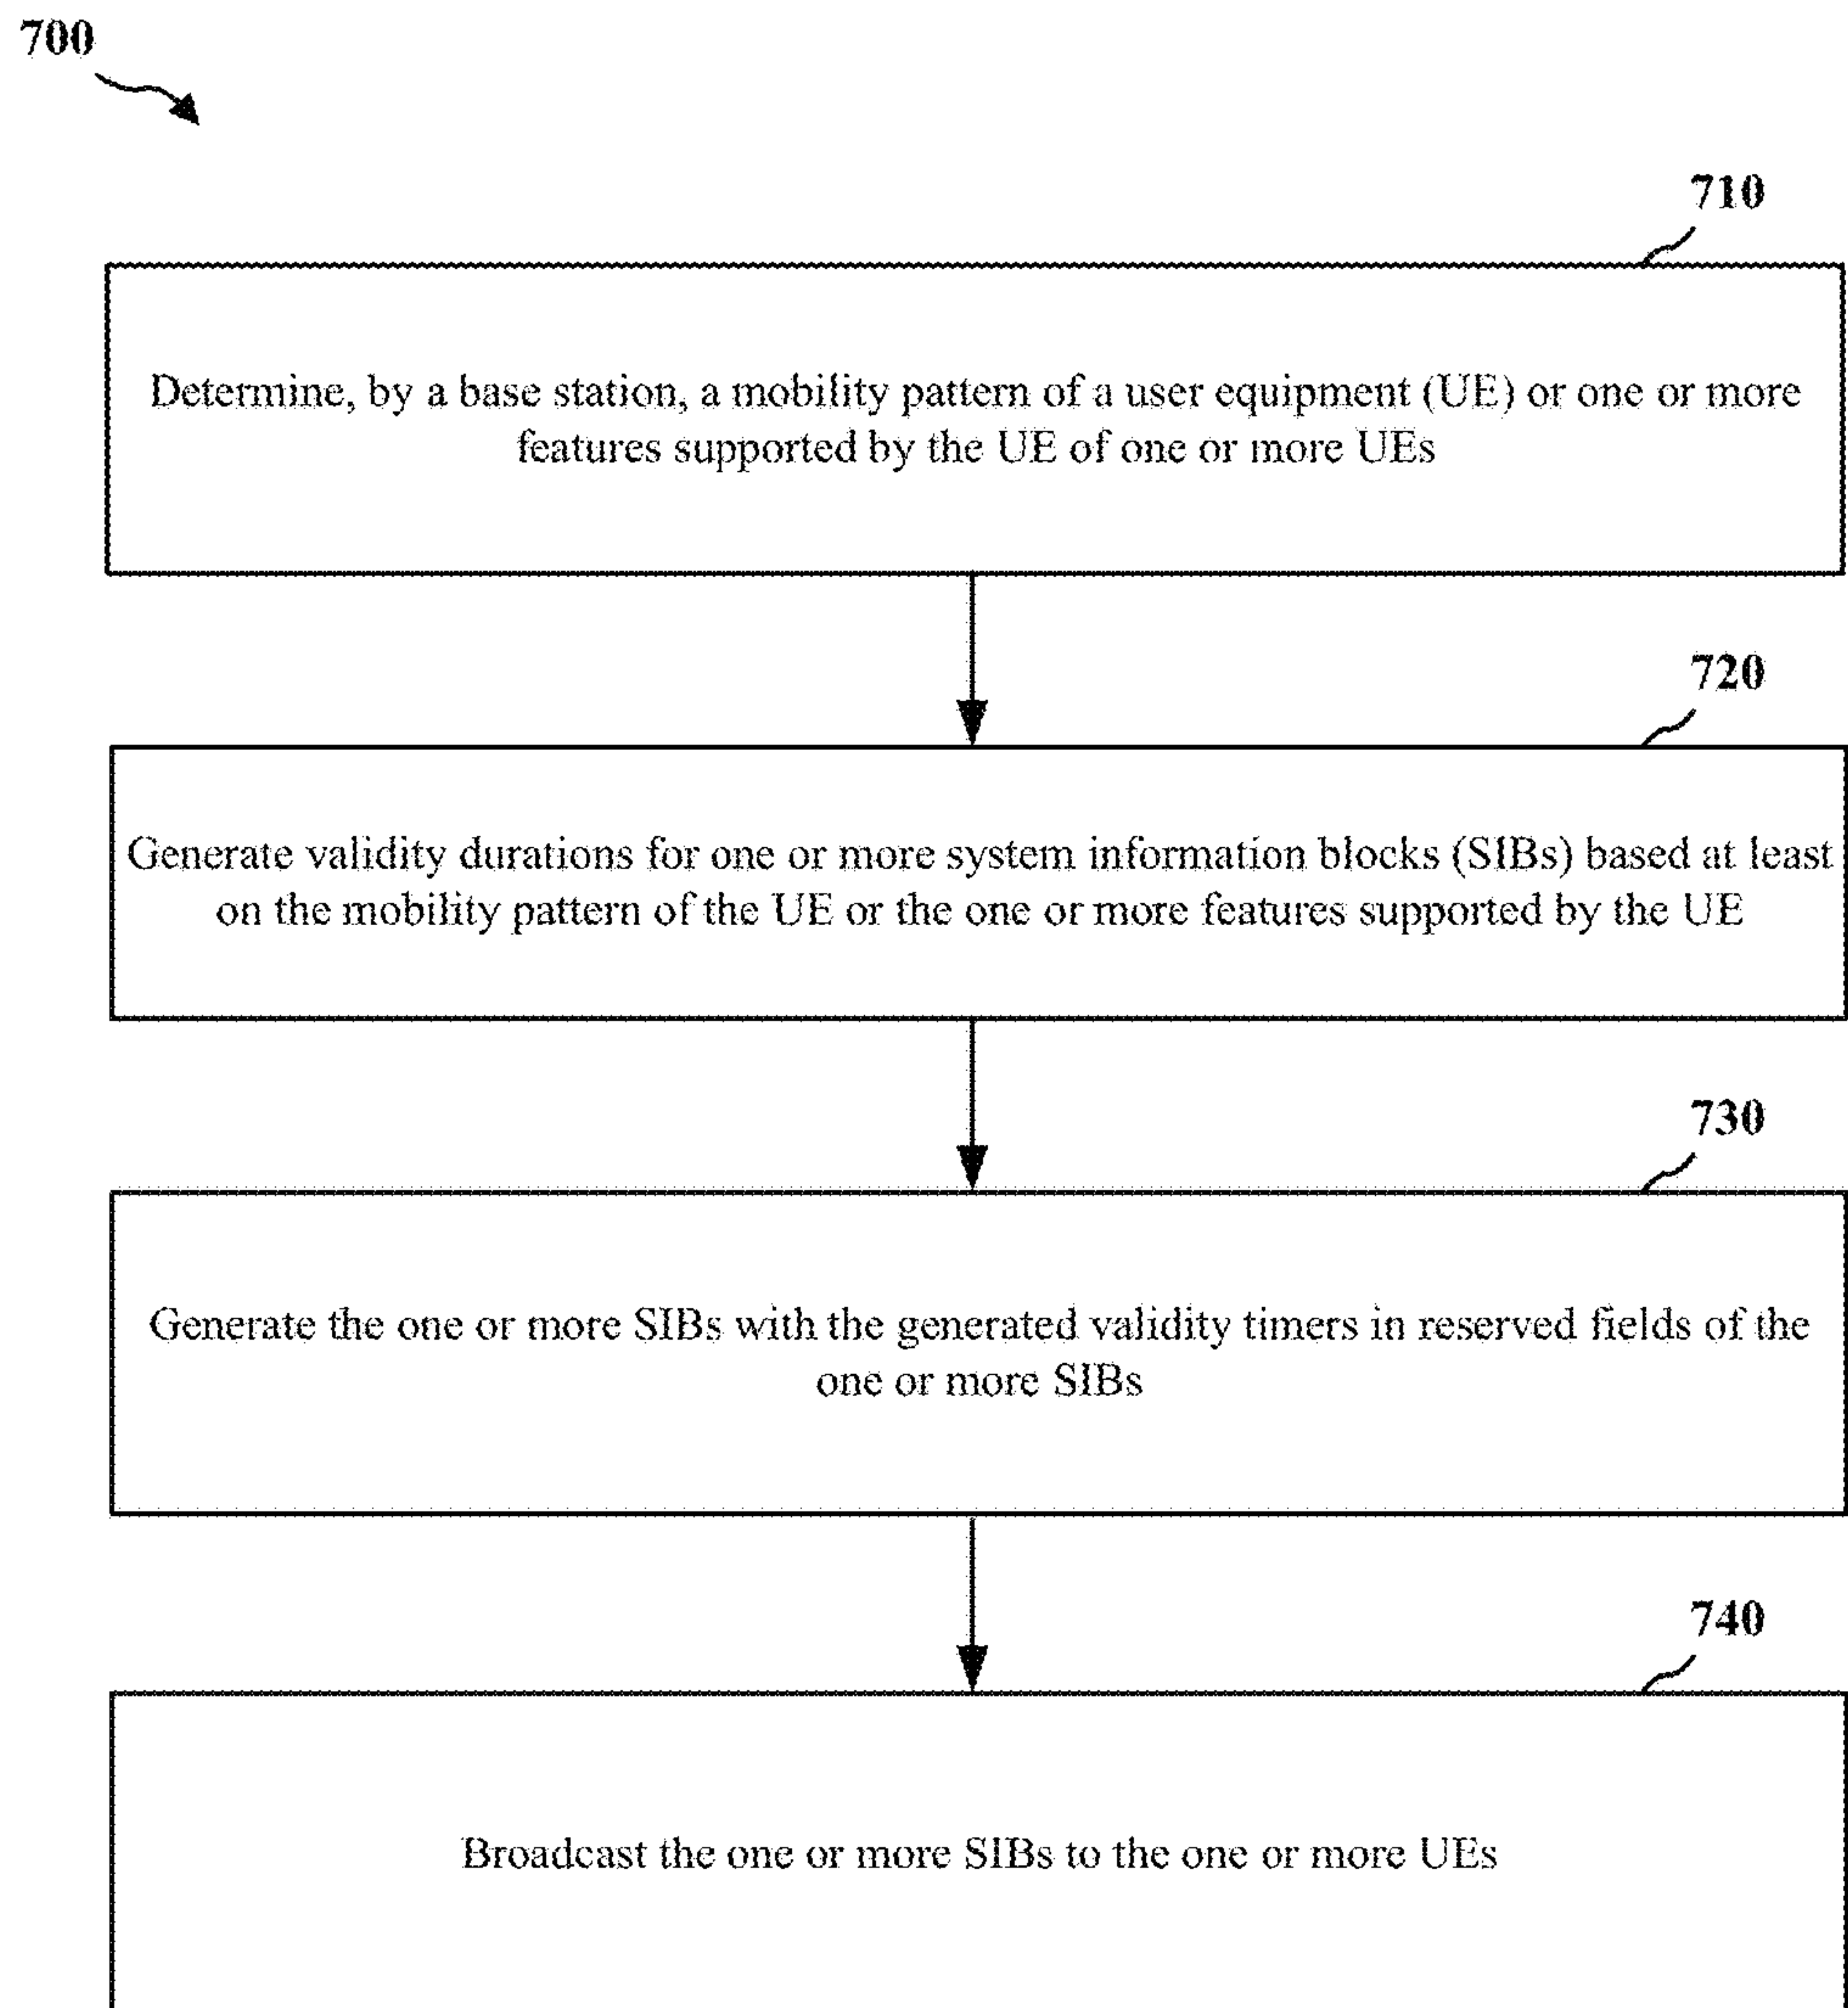 700
710
Determine, by a base station, a mobility pattern of a user equipment (UE) or one or more
features supported by the UE of one or more UEs
720
Generate validity durations for one or more system information blocks (SIBs) based at least
on the mobility pattern of the UE or the one or more features supported by the UE
730
Generate the one or more SIBs with the generated validity timers in reserved fields of the
one or more SIBs
740
Broadcast the one or more SIBs to the one or more UEs